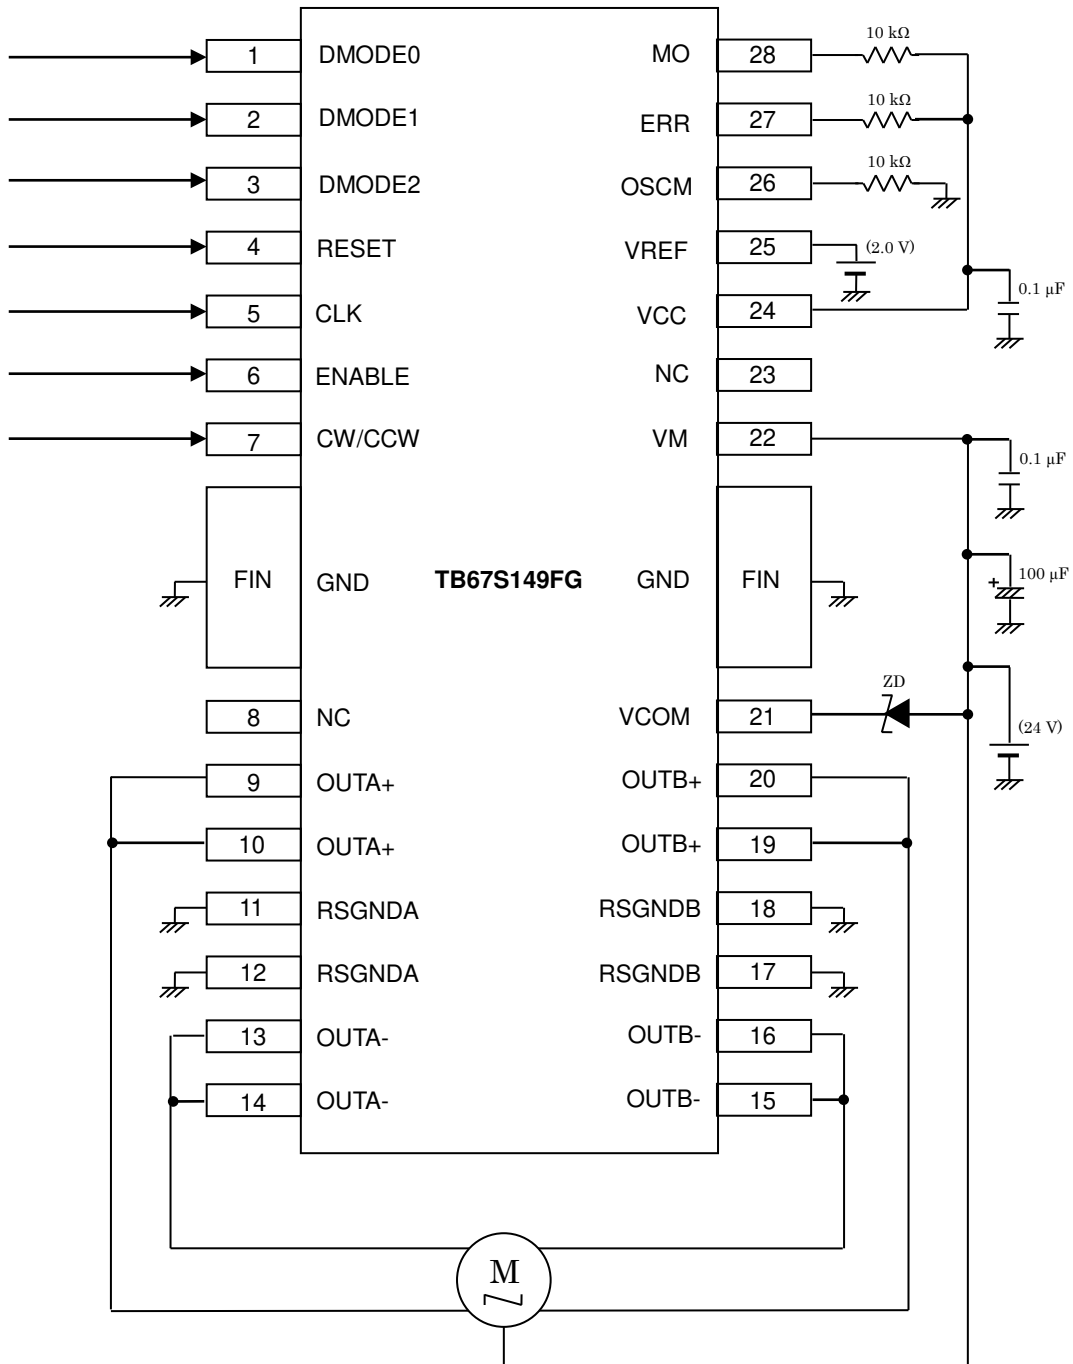 1 DMODE0 MO 28 10 kΩ
2 DMODE1 ERR 27 10 kΩ
3 DMODE2 OSCM 26 10 kΩ
4 RESET VREF 25 (2.0 V)
5 CLK VCC 24 0.1 µF
6 ENABLE NC 23
7 CW/CCW VM 22 0.1 µF
FIN GND TB67S149FG GND FIN + 100 µF
8 NC VCOM 21 ZD (24 V)
9 OUTA+ OUTB+ 20
10 OUTA+ OUTB+ 19
11 RSGNDA RSGNDB 18
12 RSGNDA RSGNDB 17
13 OUTA- OUTB- 16
14 OUTA- OUTB- 15
M